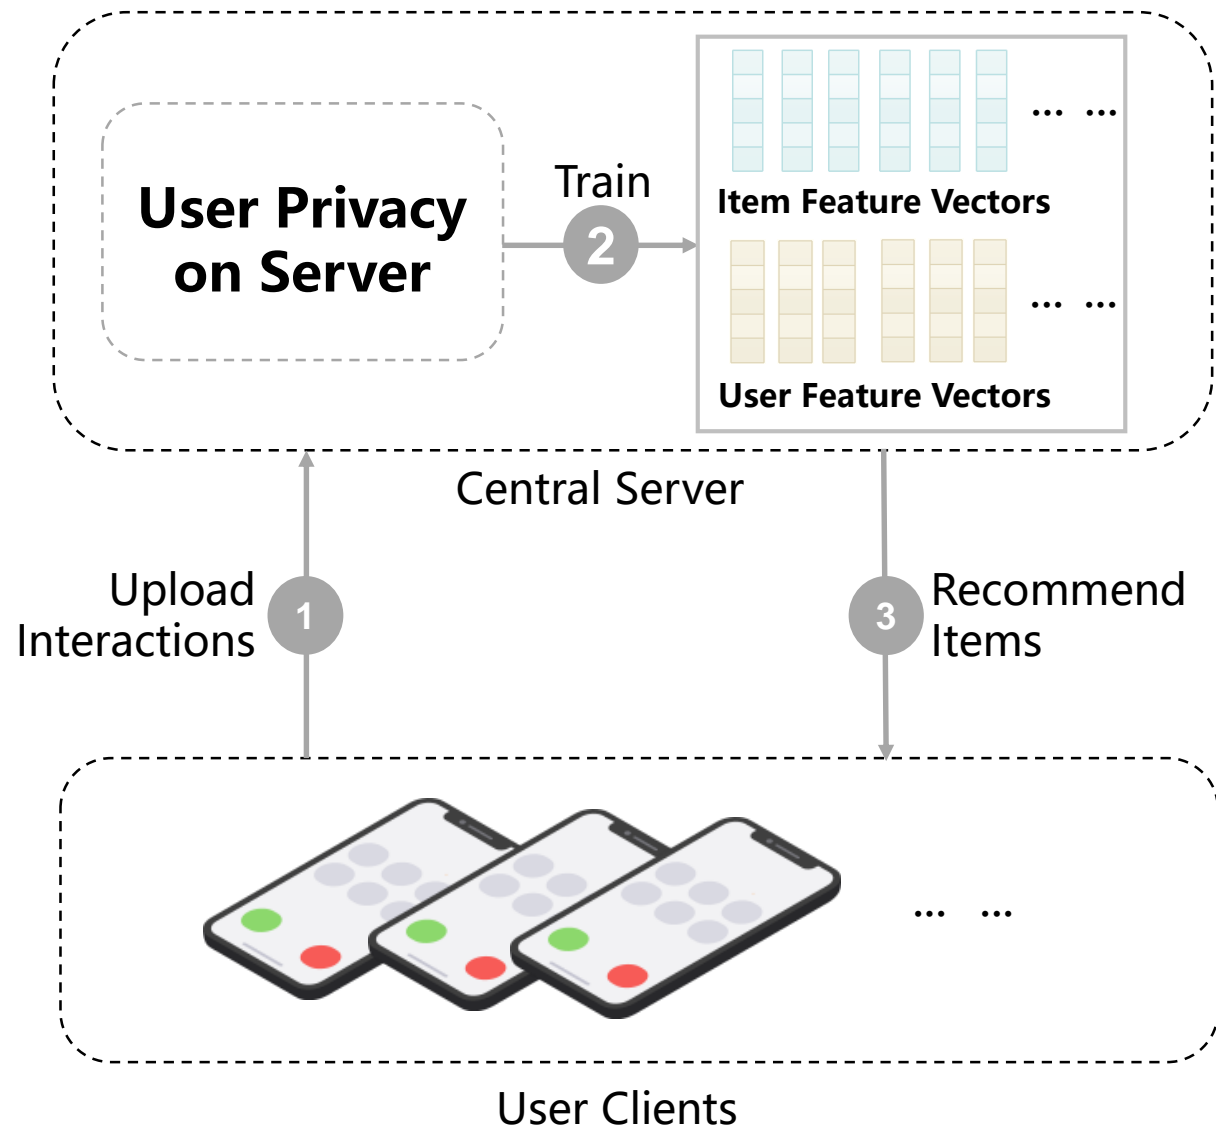 User Privacy
on Server
Train
2
... ...
Item Feature Vectors
... ...
User Feature Vectors
Central Server
Upload
Interactions
1
3
Recommend
Items
... ...
User Clients